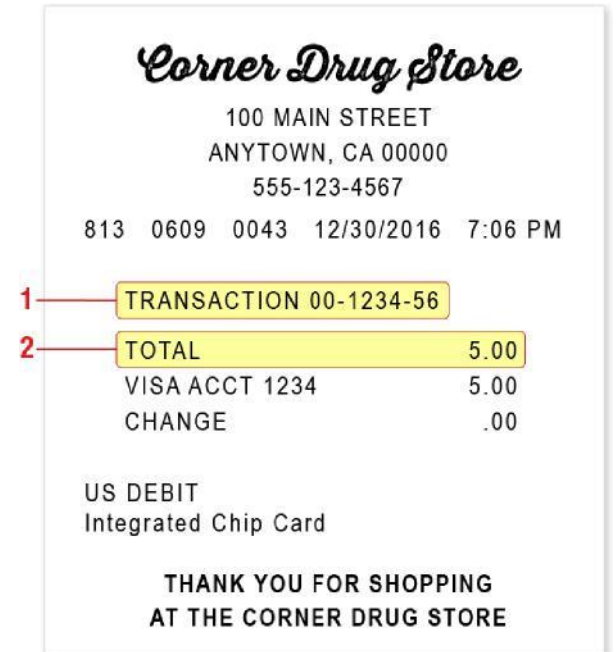 Corner Drug Store
100 MAIN STREET
ANYTOWN, CA 00000
555-123-4567
813 0609 0043 12/30/2016 7:06 PM
1 TRANSACTION 00-1234-56
2 TOTAL 5.00
VISA ACCT 1234 5.00
CHANGE .00
US DEBIT
Integrated Chip Card
THANK YOU FOR SHOPPING
AT THE CORNER DRUG STORE